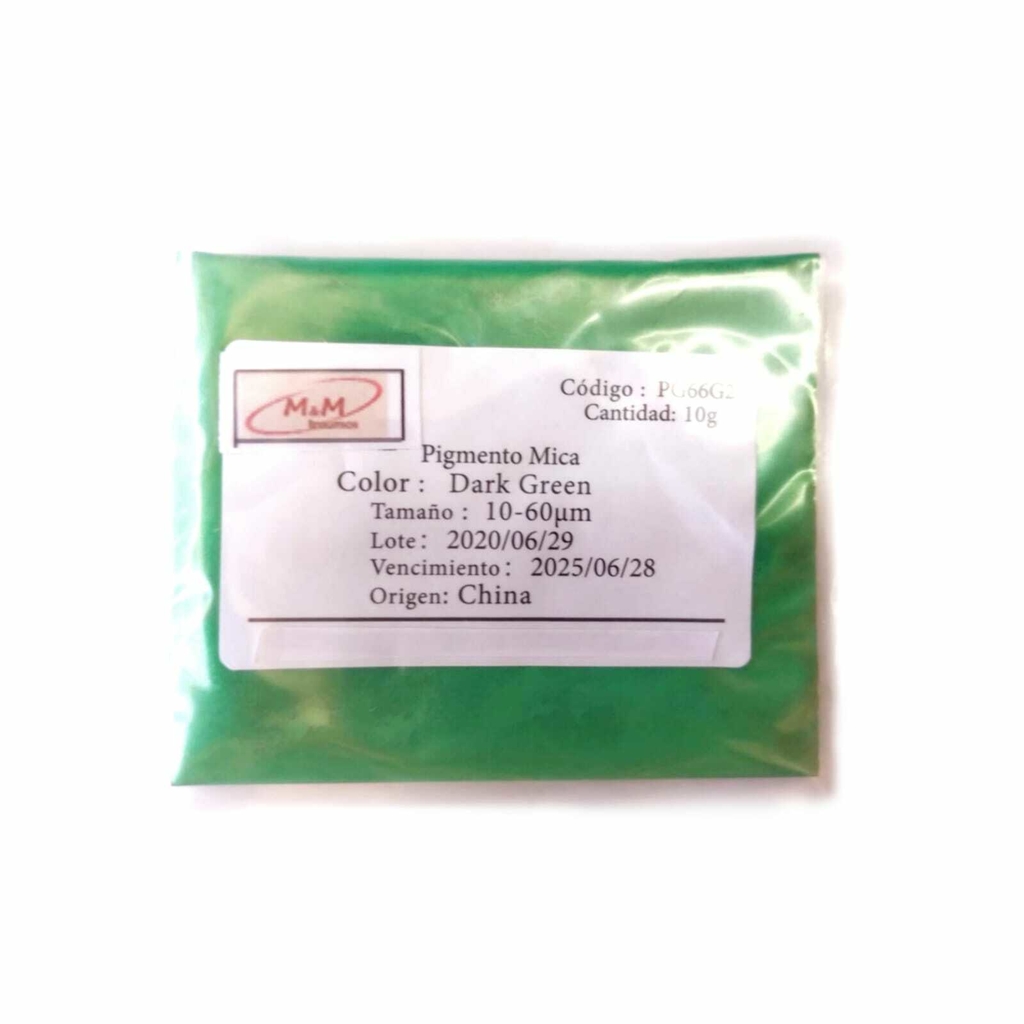 M&M
Insumos
Código : PG66G2
Cantidad: 10g
Pigmento Mica
Color : Dark Green
Tamaño : 10-60µm
Lote: 2020/06/29
Vencimiento: 2025/06/28
Origen: China